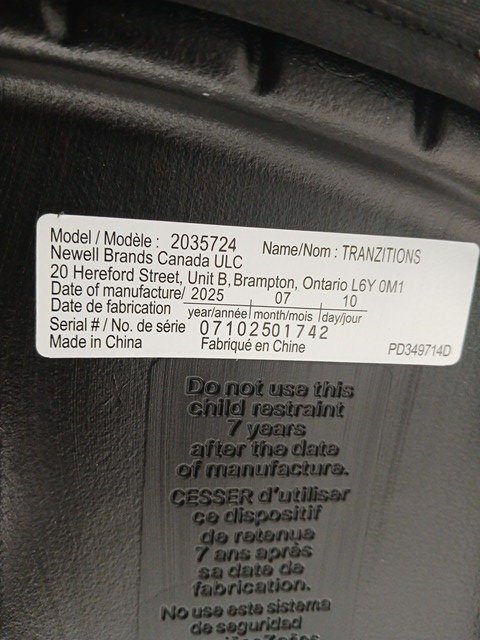 Model / Modèle : 2035724 Name/Nom : TRANZITIONS
Newell Brands Canada ULC
20 Hereford Street, Unit B, Brampton, Ontario L6Y 0M1
Date of manufacture/ 2025 07 10
Date de fabrication year/année month/mois day/jour
Serial # / No. de série 07102501742
Made in China Fabriqué en Chine PD349714D
Do not use this
child restraint
7 years
after the date
of manufacture.
CESSER d'utiliser
ce dispositif
de retenue
7 ans après
sa date de
fabrication.
No use este sistema
de seguridad